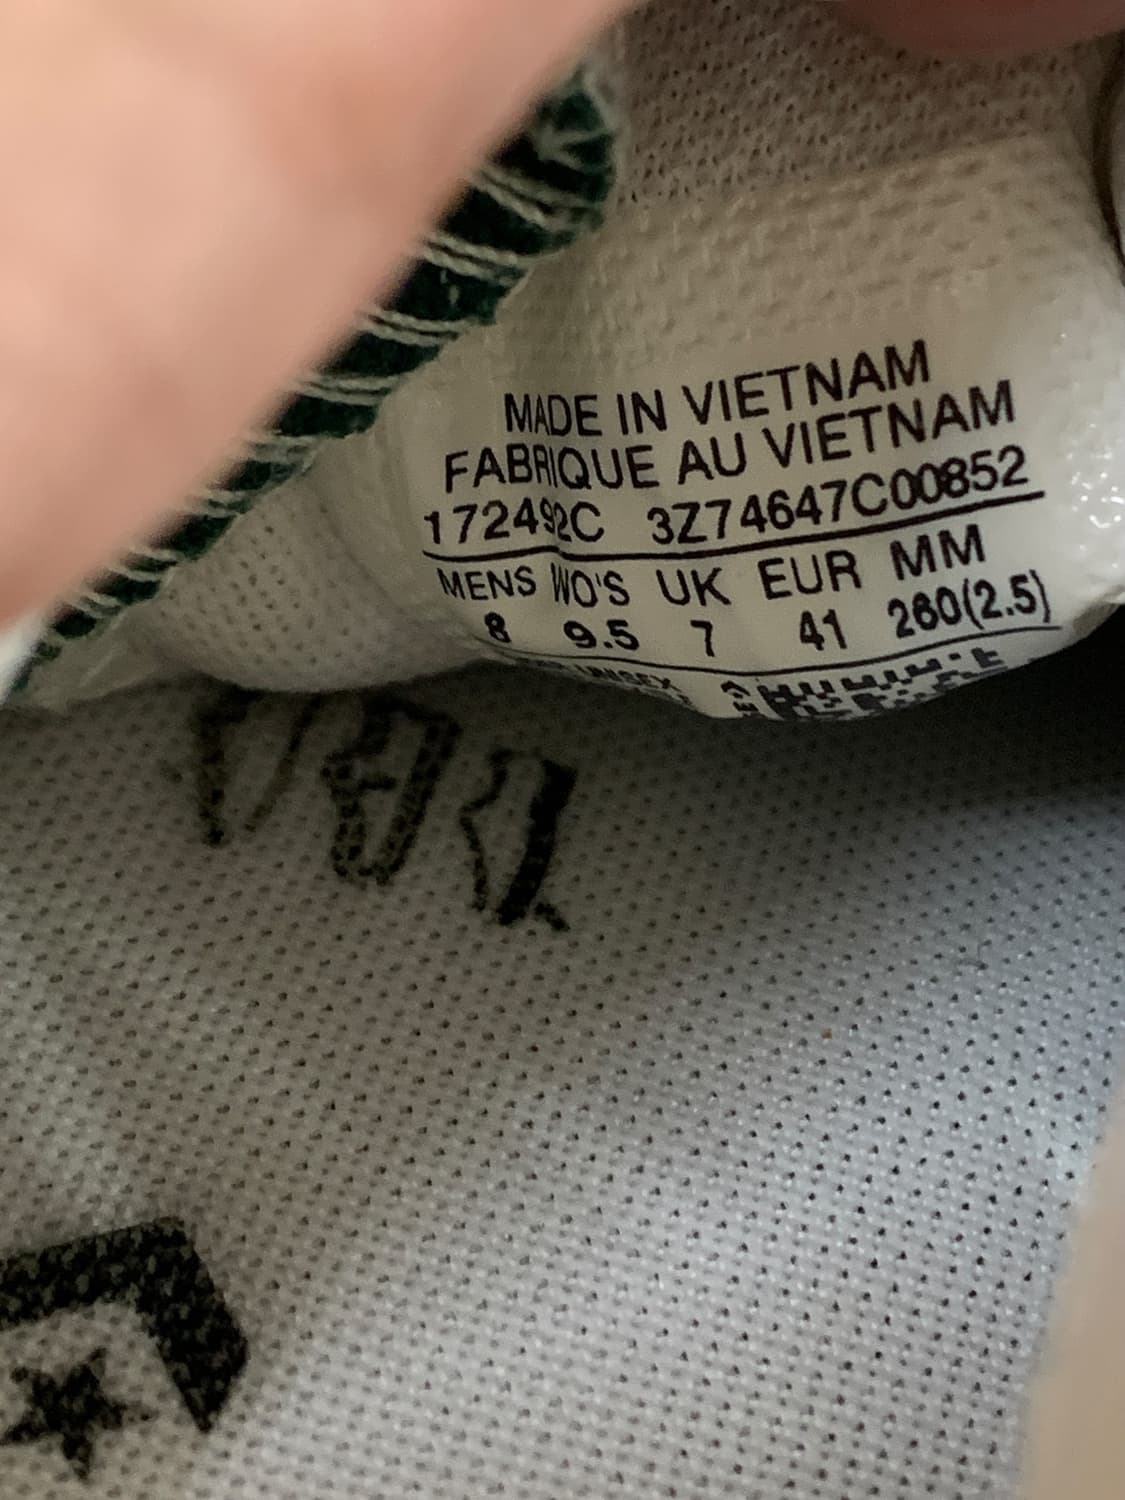 MADE IN VIETNAM
FABRIQUE AU VIETNAM
172492C 3Z74647C00852
MENS WO'S UK EUR MM
8 9.5 7 41 260(2.5)
UNISEX